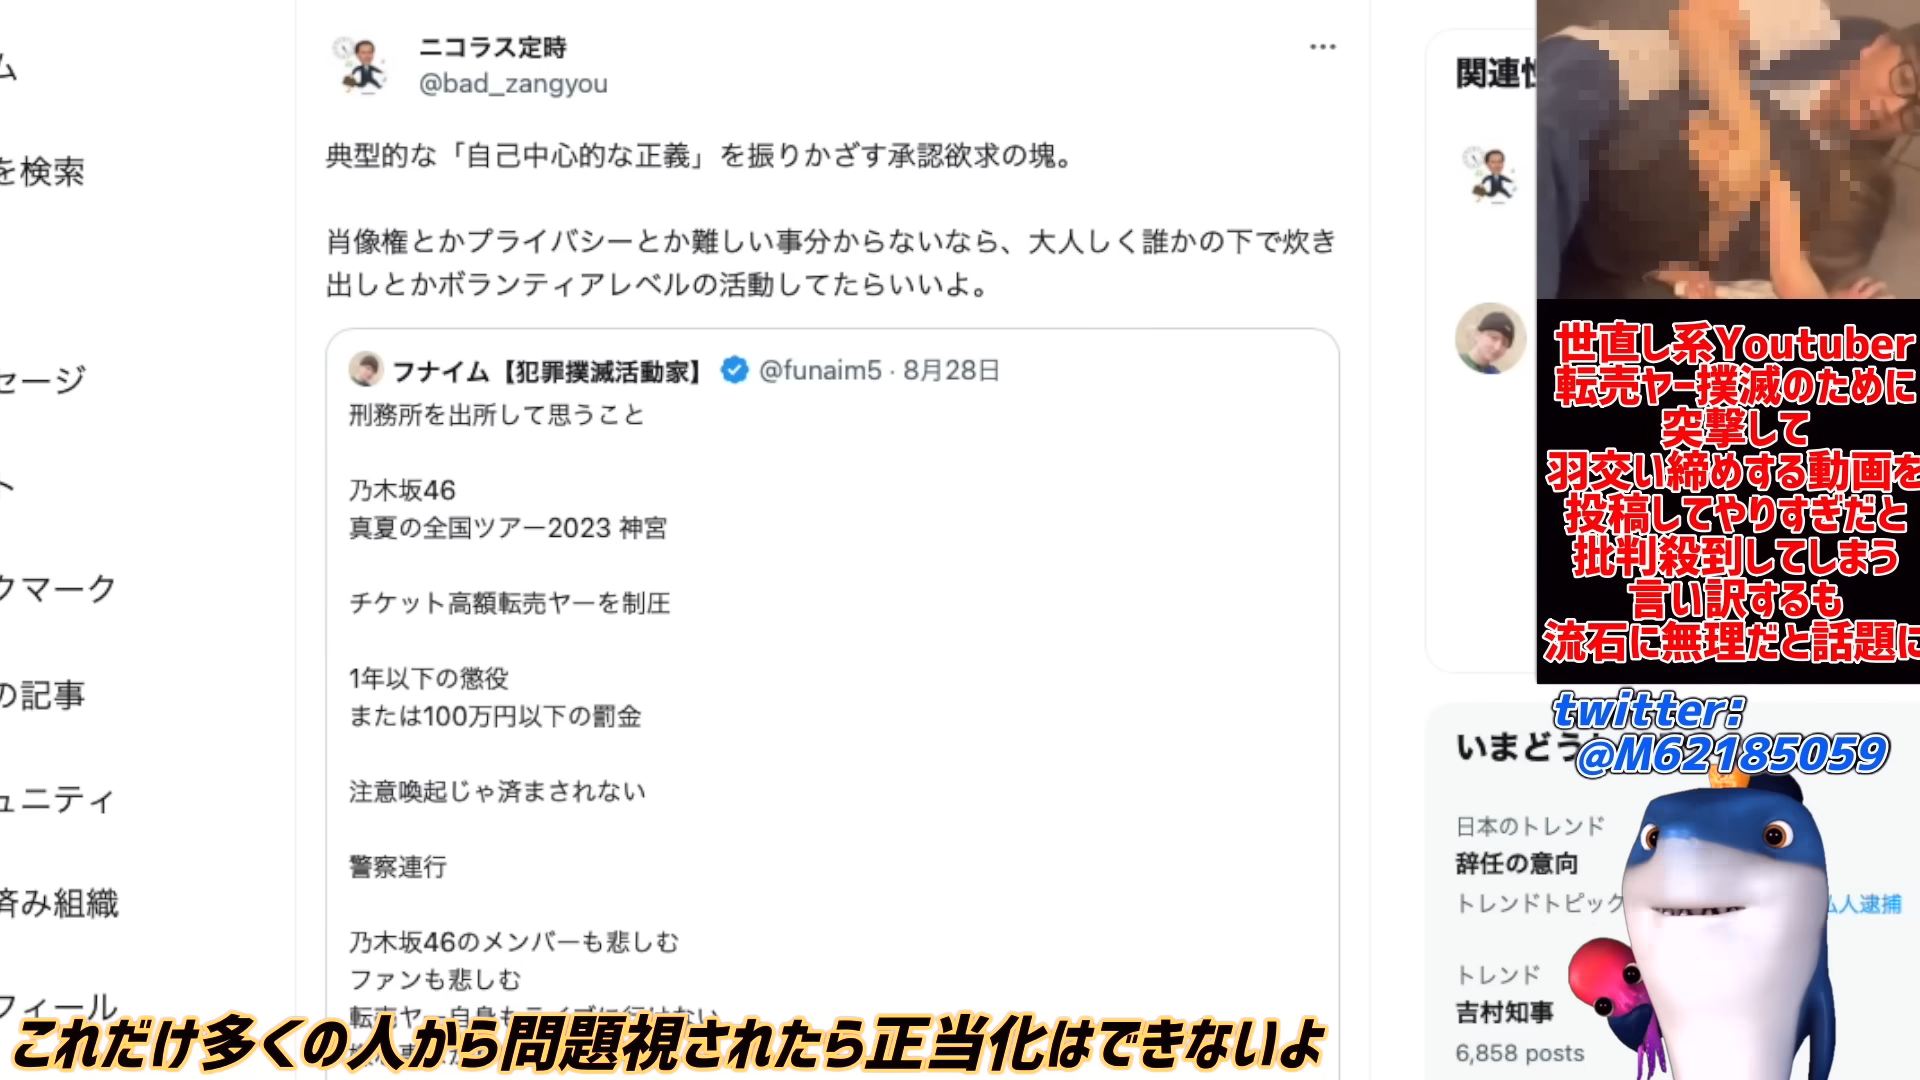 ム
を検索
セージ
ト
クマーク
の記事
ュニティ
済み組織
フィール
ニコラス定時
@bad_zangyou
典型的な「自己中心的な正義」を振りかざす承認欲求の塊。
肖像権とかプライバシーとか難しい事分からないなら、大人しく誰かの下で炊き
出しとかボランティアレベルの活動してたらいいよ。
フナイム【犯罪撲滅活動家】 @funaim5 · 8月28日
刑務所を出所して思うこと
乃木坂46
真夏の全国ツアー2023 神宮
チケット高額転売ヤーを制圧
1年以下の懲役
または100万円以下の罰金
注意喚起じゃ済まされない
警察連行
乃木坂46のメンバーも悲しむ
ファンも悲しむ
転売ヤー自身もライブに行けない
これだけ多くの人から問題視されたら正当化はできないよ
関連性
世直し系Youtuber
転売ヤー撲滅のために
突撃して
羽交い締めする動画を
投稿してやりすぎだと
批判殺到してしまう
言い訳するも
流石に無理だと話題に
twitter:
@M62185059
いまどう
日本のトレンド
辞任の意向
トレンドトピック
人逮捕
トレンド
吉村知事
6,858 posts